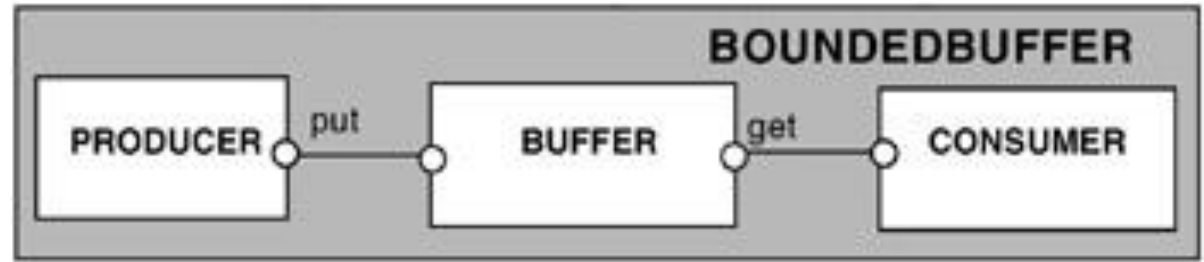 BOUNDEDBUFFER
PRODUCER
put
BUFFER
get
CONSUMER